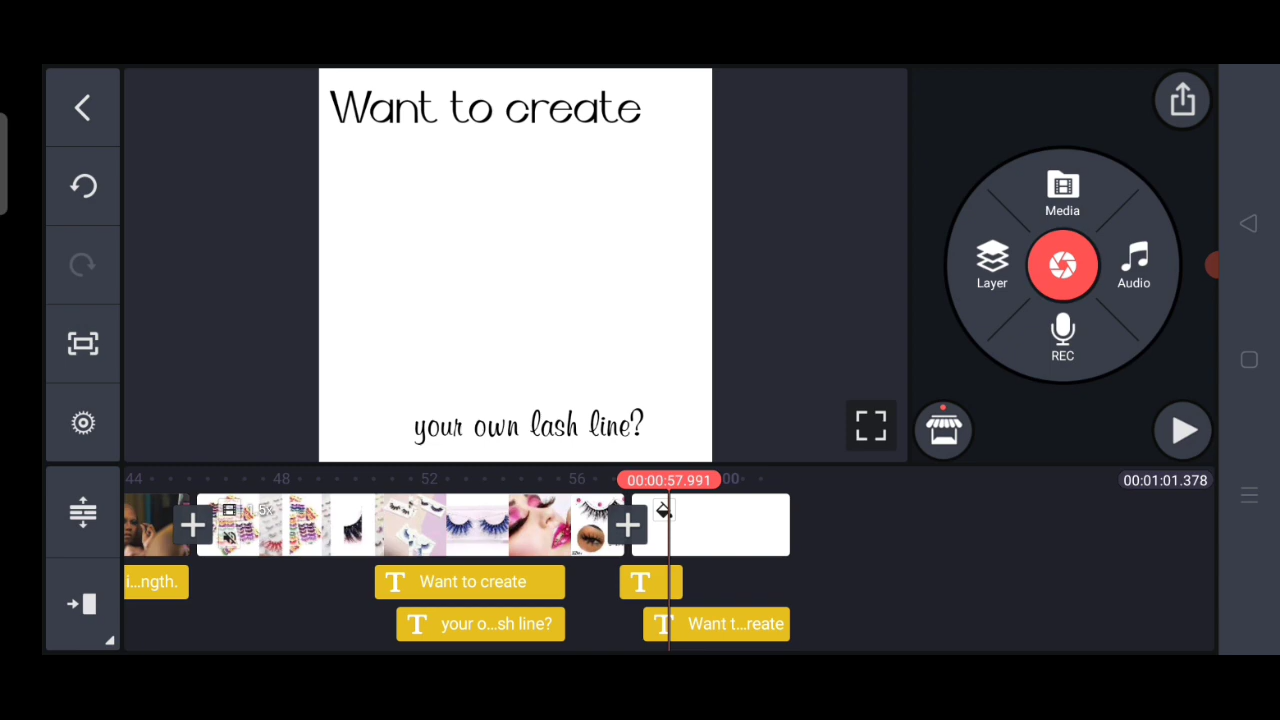 Want to create
Media
Layer
Audio
REC
your own lash line?
44
48
52
56
00:00:57.991
00
00:01:01.378
1.5x
i...ngth.
Want to create
your o...sh line?
Want t...reate